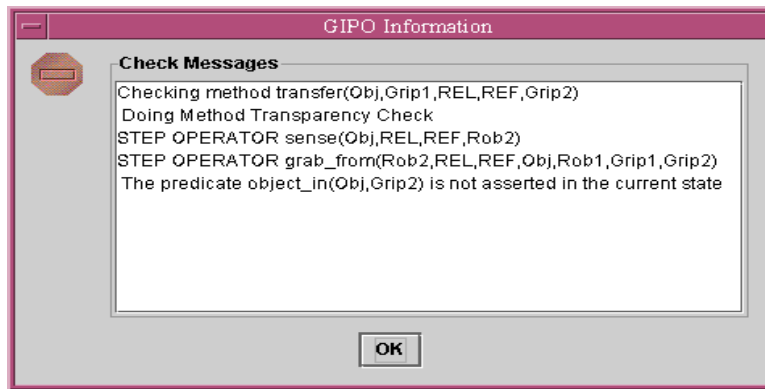 GIPO Information
Check Messages
Checking method transfer(Obj,Grip1,REL,REF,Grip2)
Doing Method Transparency Check
STEP OPERATOR sense(Obj,REL,REF,Rob2)
STEP OPERATOR grab_from(Rob2,REL,REF,Obj,Rob1,Grip1,Grip2)
The predicate object_in(Obj,Grip2) is not asserted in the current state
OK